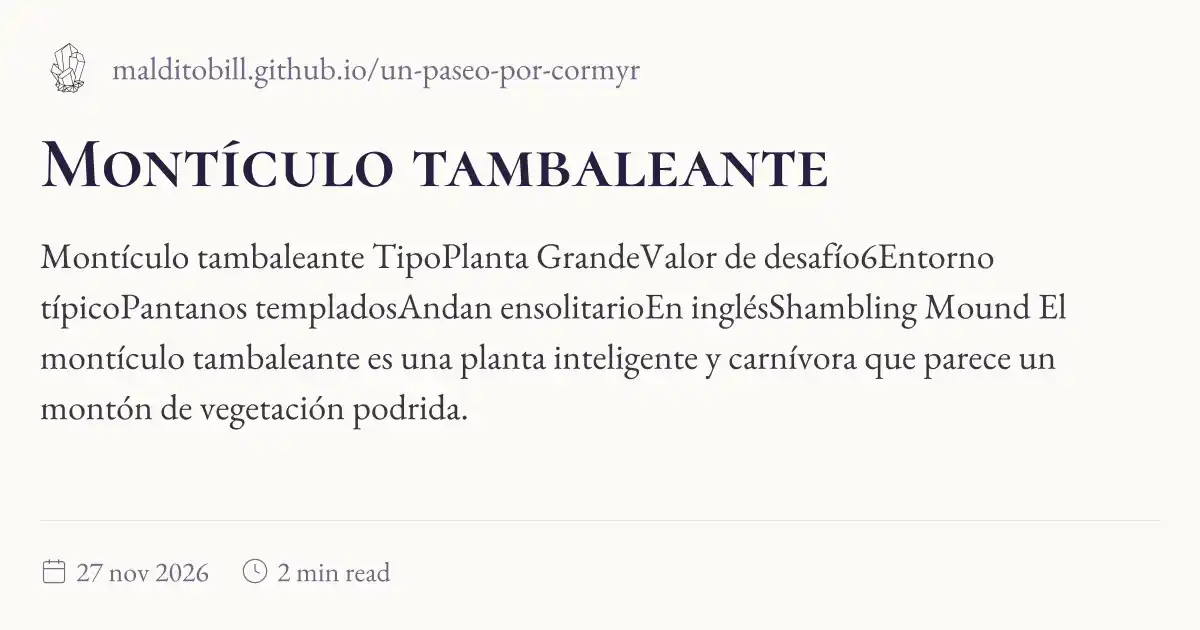 malditobill.github.io/un-paseo-por-cormyr
Montículo tambaleante
Montículo tambaleante TipoPlanta GrandeValor de desafío6Entorno
típicoPantanos templadosAndan ensolitarioEn inglésShambling Mound El
montículo tambaleante es una planta inteligente y carnívora que parece un
montón de vegetación podrida.
27 nov 2026
2 min read